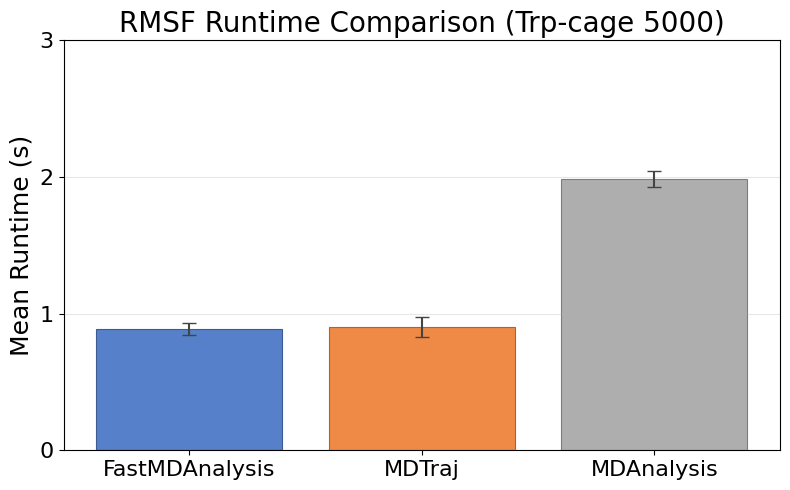 RMSF Runtime Comparison (Trp-cage 5000)
Mean Runtime (s)
3
2
1
0
FastMDAnalysis MDTraj MDAnalysis